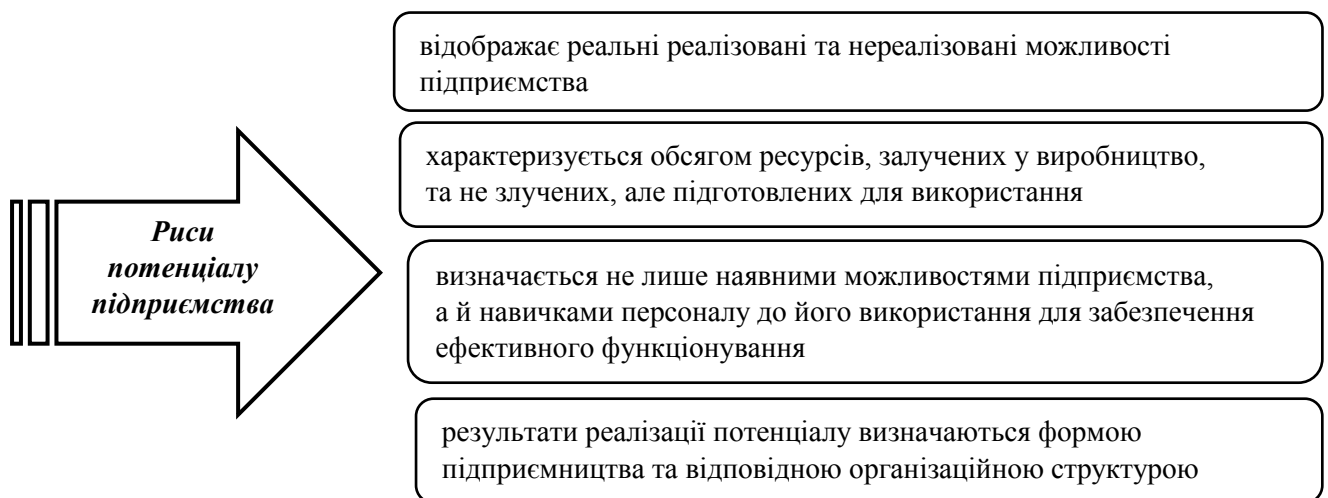 відображає реальні реалізовані та нереалізовані можливості
підприємства
характеризується обсягом ресурсів, залучених у виробництво,
та не злучених, але підготовлених для використання
Риси
потенціалу
підприємства
визначається не лише наявними можливостями підприємства,
а й навичками персоналу до його використання для забезпечення
ефективного функціонування
результати реалізації потенціалу визначаються формою
підприємництва та відповідною організаційною структурою